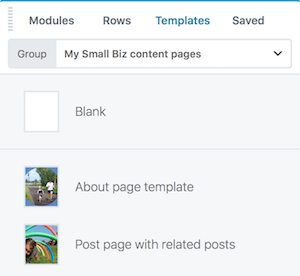 Modules Rows Templates Saved
Group My Small Biz content pages
Blank
About page template
Post page with related posts